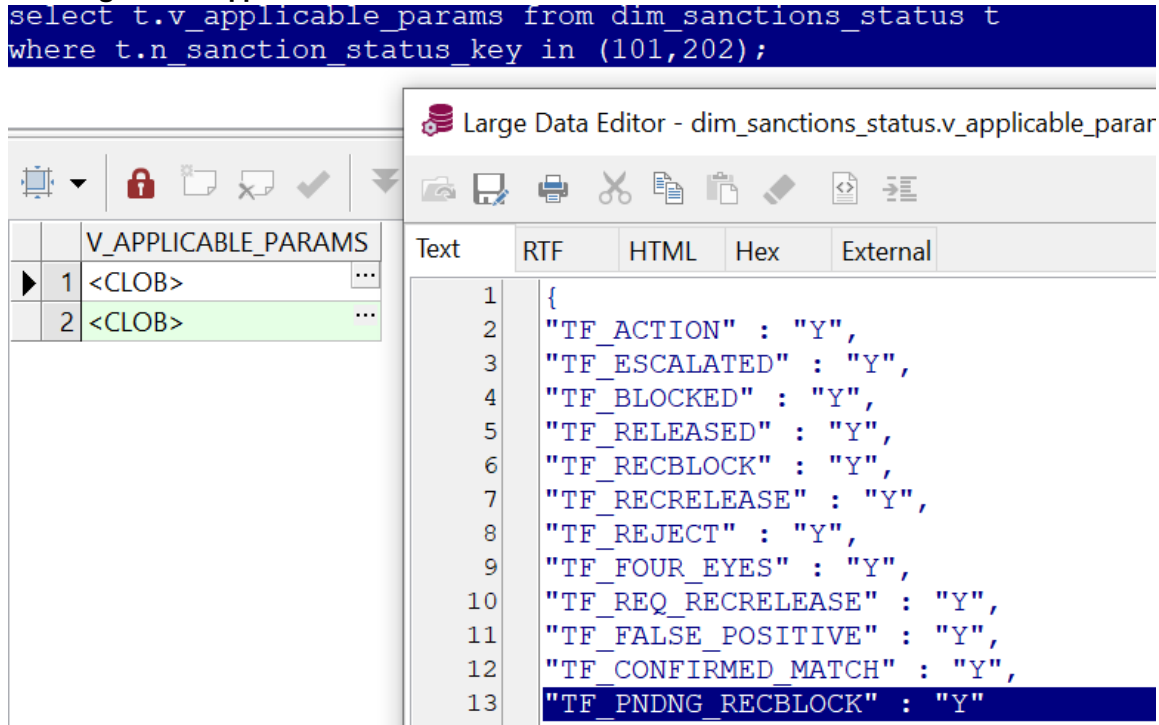 select t.v_applicable_params from dim_sanctions_status t
where t.n_sanction_status_key in (101,202);
Large Data Editor - dim_sanctions_status.v_applicable_param
V_APPLICABLE_PARAMS
1 <CLOB> ...
2 <CLOB> ...
Text RTF HTML Hex External
1 {
2 "TF_ACTION" : "Y",
3 "TF_ESCALATED" : "Y",
4 "TF_BLOCKED" : "Y",
5 "TF_RELEASED" : "Y",
6 "TF_RECBLOCK" : "Y",
7 "TF_RECRELEASE" : "Y",
8 "TF_REJECT" : "Y",
9 "TF_FOUR_EYES" : "Y",
10 "TF_REQ_RECRELEASE" : "Y",
11 "TF_FALSE_POSITIVE" : "Y",
12 "TF_CONFIRMED_MATCH" : "Y",
13 "TF_PNDNG_RECBLOCK" : "Y"